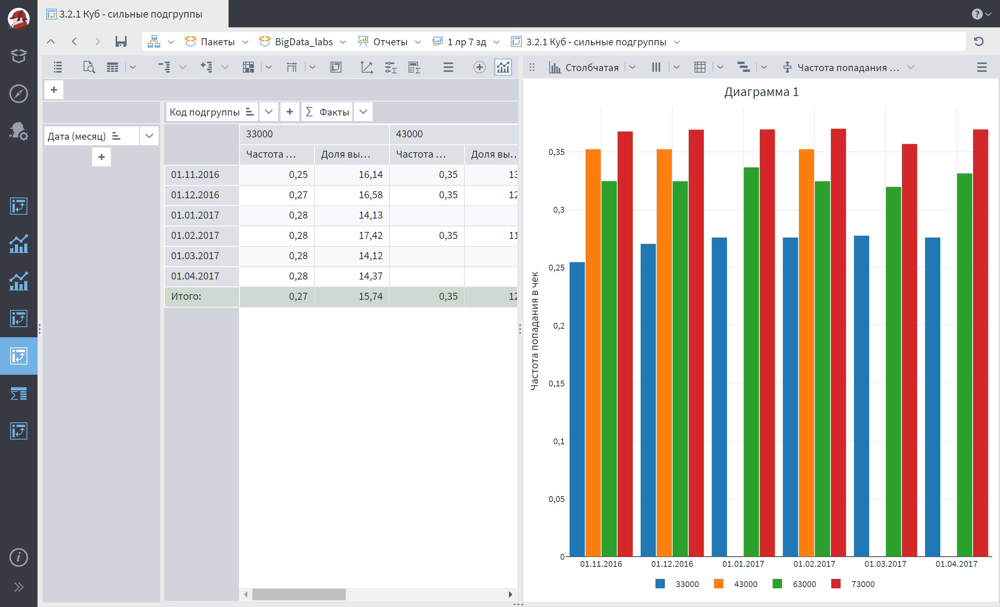 3.2.1 Куб - сильные подгруппы
Пакеты BigData_labs Отчеты 1 лр 7 зд 3.2.1 Куб - сильные подгруппы
Столбчатая Частота попадания ...
Код подгруппы Факты
Дата (месяц)
33000 43000
Частота ... Доля вы... Частота ... Доля вы...
01.11.2016 0,25 16,14 0,35 13
01.12.2016 0,27 16,58 0,35 12
01.01.2017 0,28 14,13
01.02.2017 0,28 17,42 0,35 11
01.03.2017 0,28 14,12
01.04.2017 0,28 14,37
Итого: 0,27 15,74 0,35 12
Диаграмма 1
Частота попадания в чек
0,35
0,3
0,25
0,2
0,15
0,1
0,05
0
01.11.2016 01.12.2016 01.01.2017 01.02.2017 01.03.2017 01.04.2017
33000 43000 63000 73000